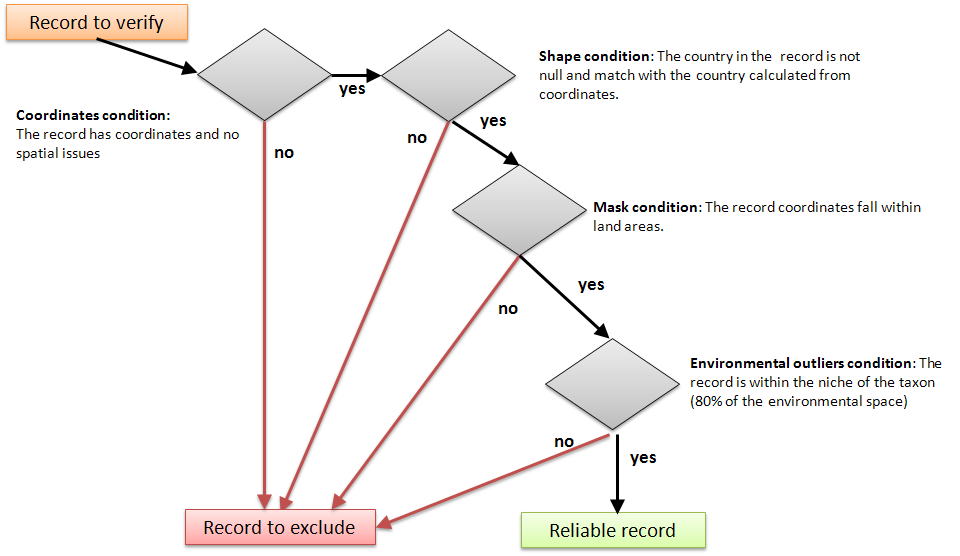 Record to verify
Shape condition: The country in the record is not
null and match with the country calculated from
coordinates.
yes
Coordinates condition:
The record has coordinates and no
spatial issues
no
no
yes
Mask condition: The record coordinates fall within
land areas.
yes
no
Environmental outliers condition: The
record is within the niche of the taxon
(80% of the environmental space)
no
yes
Record to exclude
Reliable record